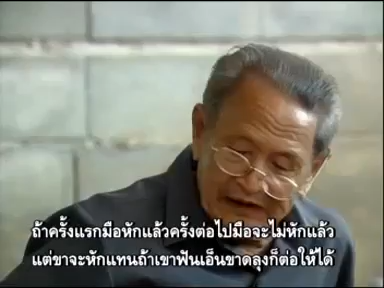 ถ้าครั้งแรกมือหักแล้วครั้งต่อไปมือจะไม่หักแล้ว
แต่ขาจะหักแทนถ้าเขาฟันเอ็นขาดลุงก็ต่อให้ได้